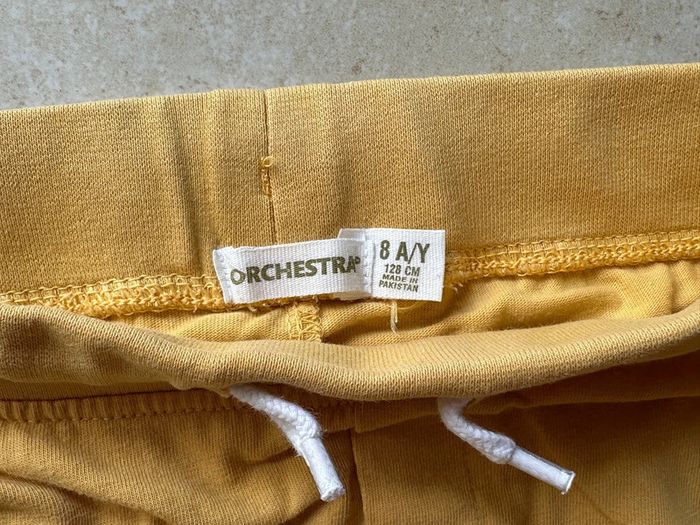 ORCHESTRA
8 A/Y
128 CM
MADE IN
PAKISTAN